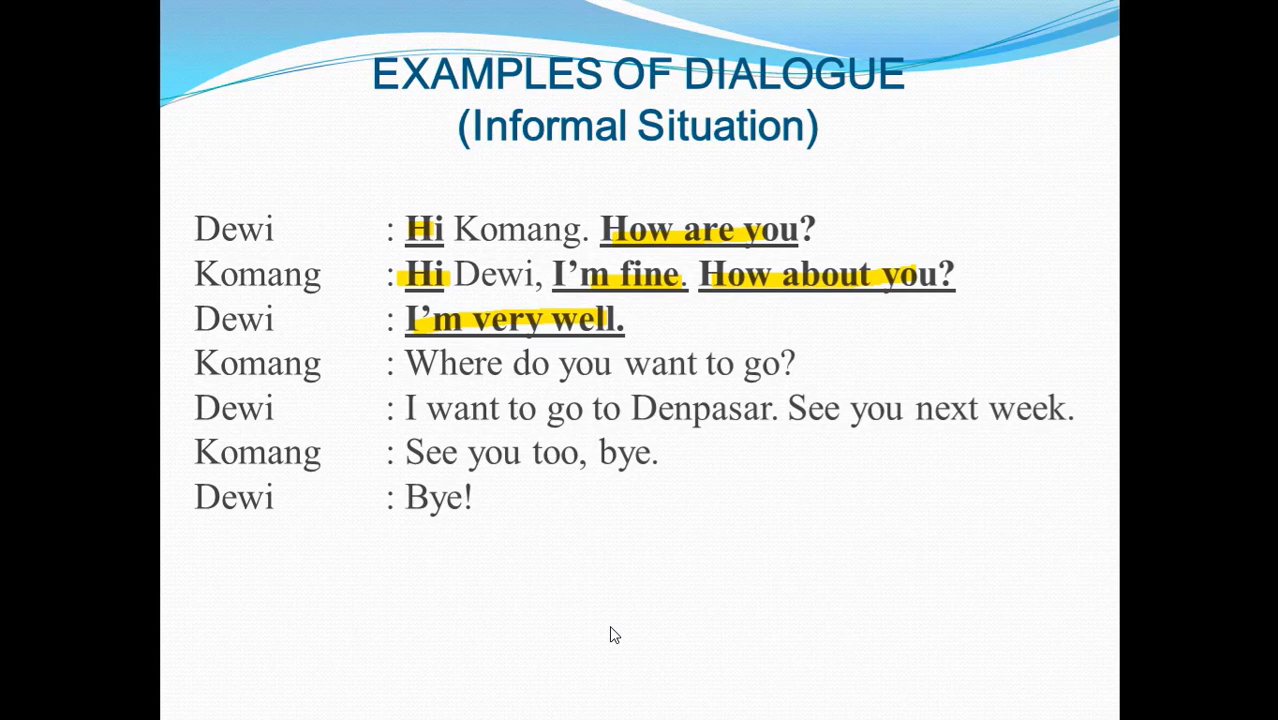 EXAMPLES OF DIALOGUE
(Informal Situation)
Dewi : Hi Komang. How are you?
Komang : Hi Dewi, I’m fine. How about you?
Dewi : I’m very well.
Komang : Where do you want to go?
Dewi : I want to go to Denpasar. See you next week.
Komang : See you too, bye.
Dewi : Bye!